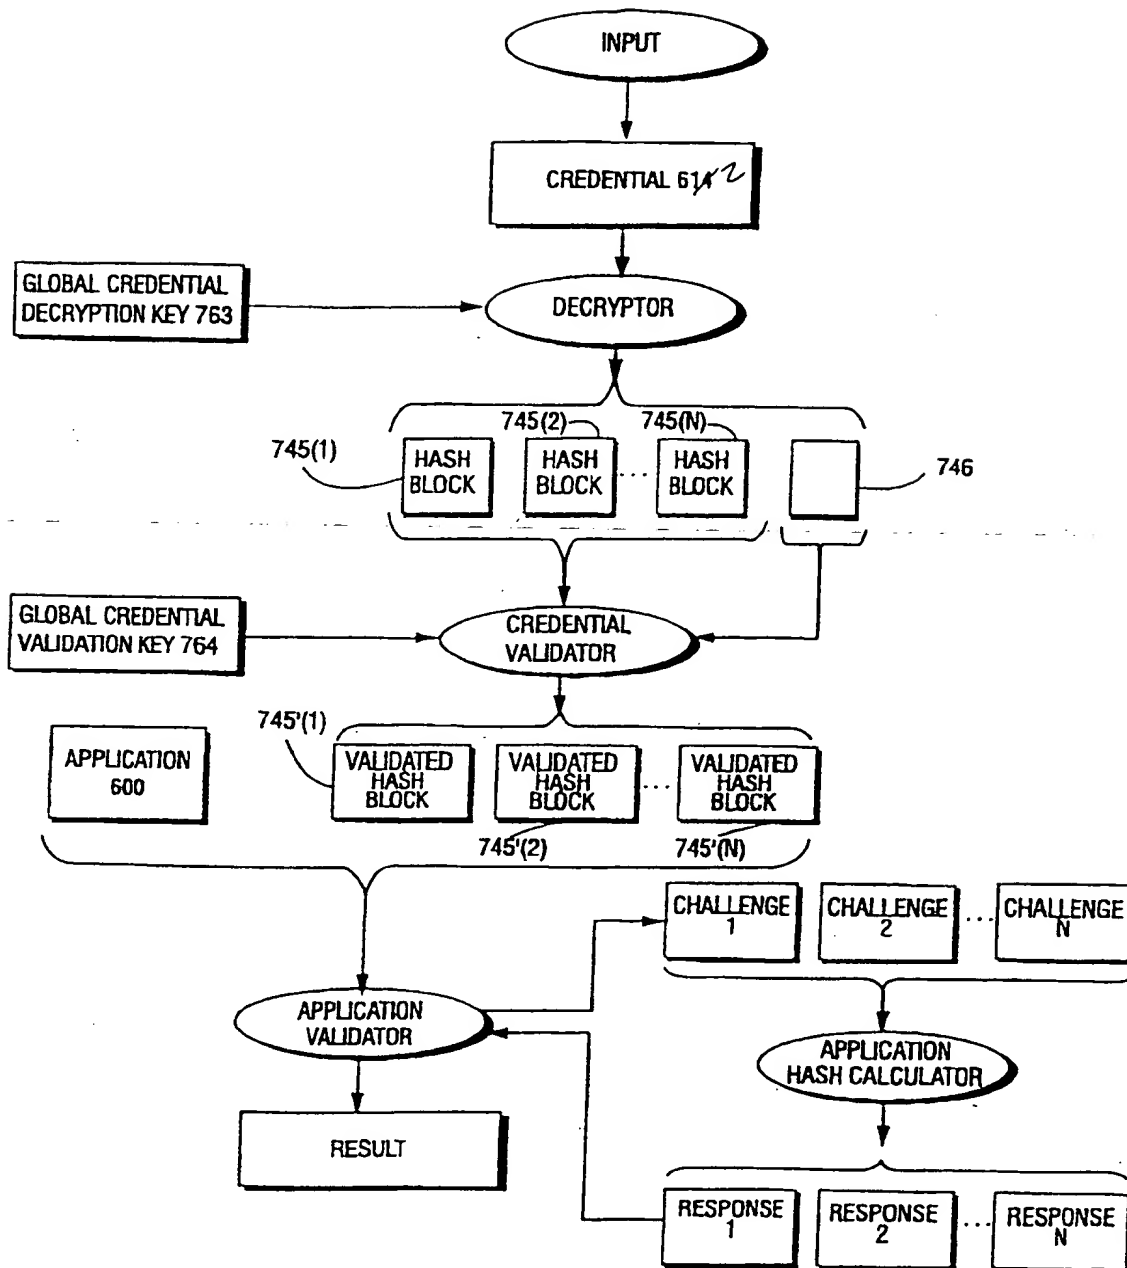 INPUT
CREDENTIAL 614 2
GLOBAL CREDENTIAL
DECRYPTION KEY 763
DECRYPTOR
745(1)
745(2)
745(N)
HASH
BLOCK
HASH
BLOCK
...
HASH
BLOCK
746
GLOBAL CREDENTIAL
VALIDATION KEY 764
CREDENTIAL
VALIDATOR
745'(1)
APPLICATION
600
VALIDATED
HASH
BLOCK
VALIDATED
HASH
BLOCK
...
VALIDATED
HASH
BLOCK
745'(2)
745'(N)
CHALLENGE
1
CHALLENGE
2
...
CHALLENGE
N
APPLICATION
VALIDATOR
APPLICATION
HASH CALCULATOR
RESULT
RESPONSE
1
RESPONSE
2
...
RESPONSE
N